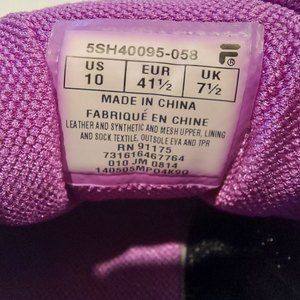 5SH40095-058
US EUR UK
10 41½ 7½
MADE IN CHINA
FABRIQUÉ EN CHINE
LEATHER AND SYNTHETIC AND MESH UPPER, LINING
AND SOCK TEXTILE, OUTSOLE EVA AND TPR
RN 91175
731616467764
010 JM 0814
140505MPO4K90